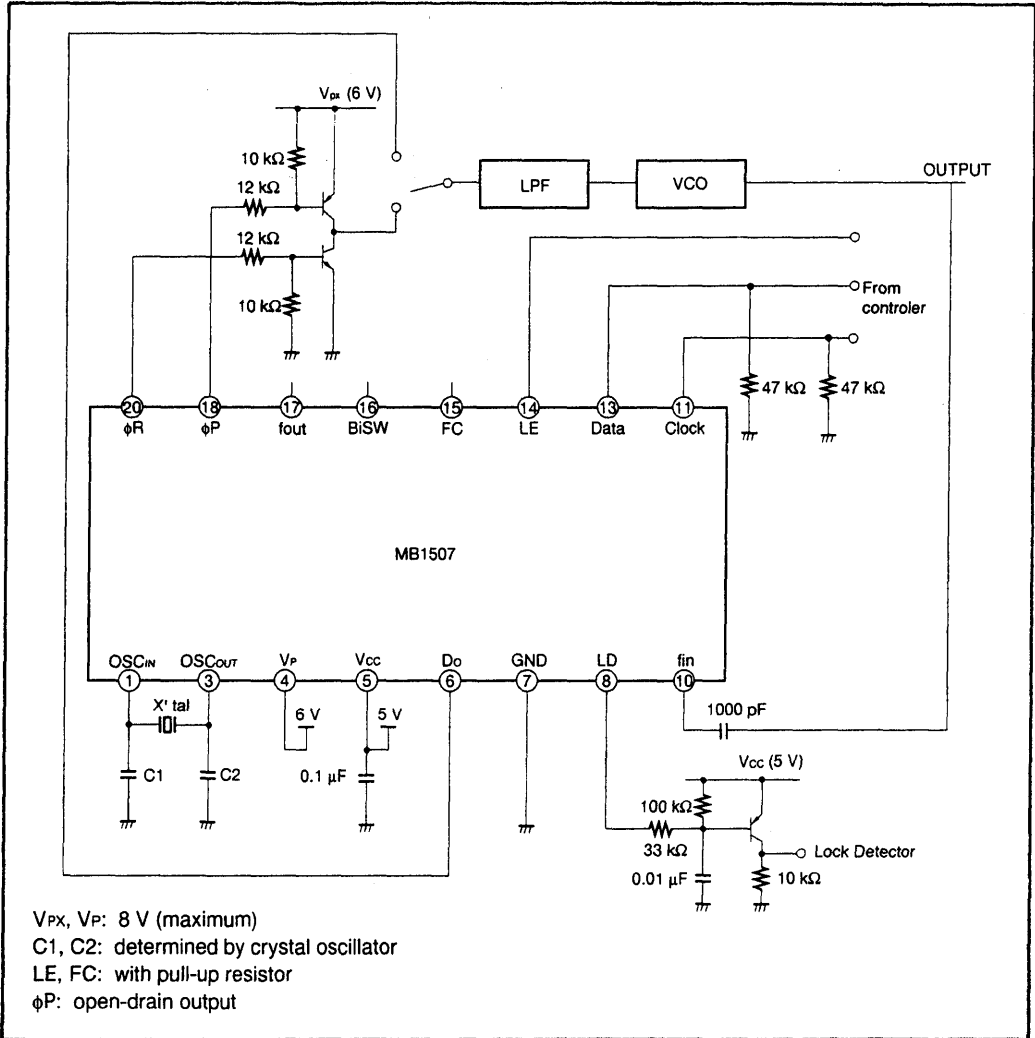 Vpx (6 V)
10 kΩ
12 kΩ
12 kΩ
10 kΩ
LPF
VCO
OUTPUT
From
controler
47 kΩ
47 kΩ
20
18
17
16
15
14
13
11
φR
φP
fout
BiSW
FC
LE
Data
Clock
MB1507
OSCIN
OSCOUT
VP
VCC
DO
GND
LD
fin
1
3
4
5
6
7
8
10
X' tal
C1
C2
6 V
5 V
0.1 µF
1000 pF
VCC (5 V)
100 kΩ
33 kΩ
0.01 µF
10 kΩ
Lock Detector
VPX, VP: 8 V (maximum)
C1, C2: determined by crystal oscillator
LE, FC: with pull-up resistor
φP: open-drain output